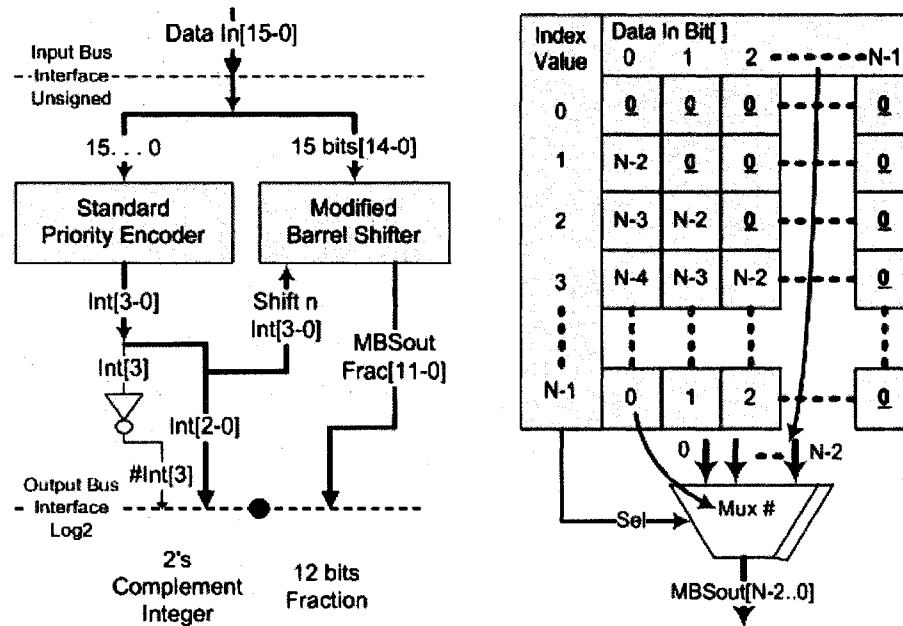 Data In[15-0]
Input Bus
Interface
Unsigned
15. . . 0
15 bits[14-0]
Standard
Priority Encoder
Modified
Barrel Shifter
Int[3-0]
Shift n
Int[3-0]
MBSout
Frac[11-0]
Int[3]
Int[2-0]
#Int[3]
Output Bus
Interface
Log2
2's
Complement
Integer
12 bits
Fraction
Index
Value
Data In Bit[ ]
0 1 2 N-1
0 0 0 0 0
1 N-2 0 0 0
2 N-3 N-2 0 0
3 N-4 N-3 N-2 0
N-1 0 1 2 0
0 N-2
Sel
Mux #
MBSout[N-2..0]